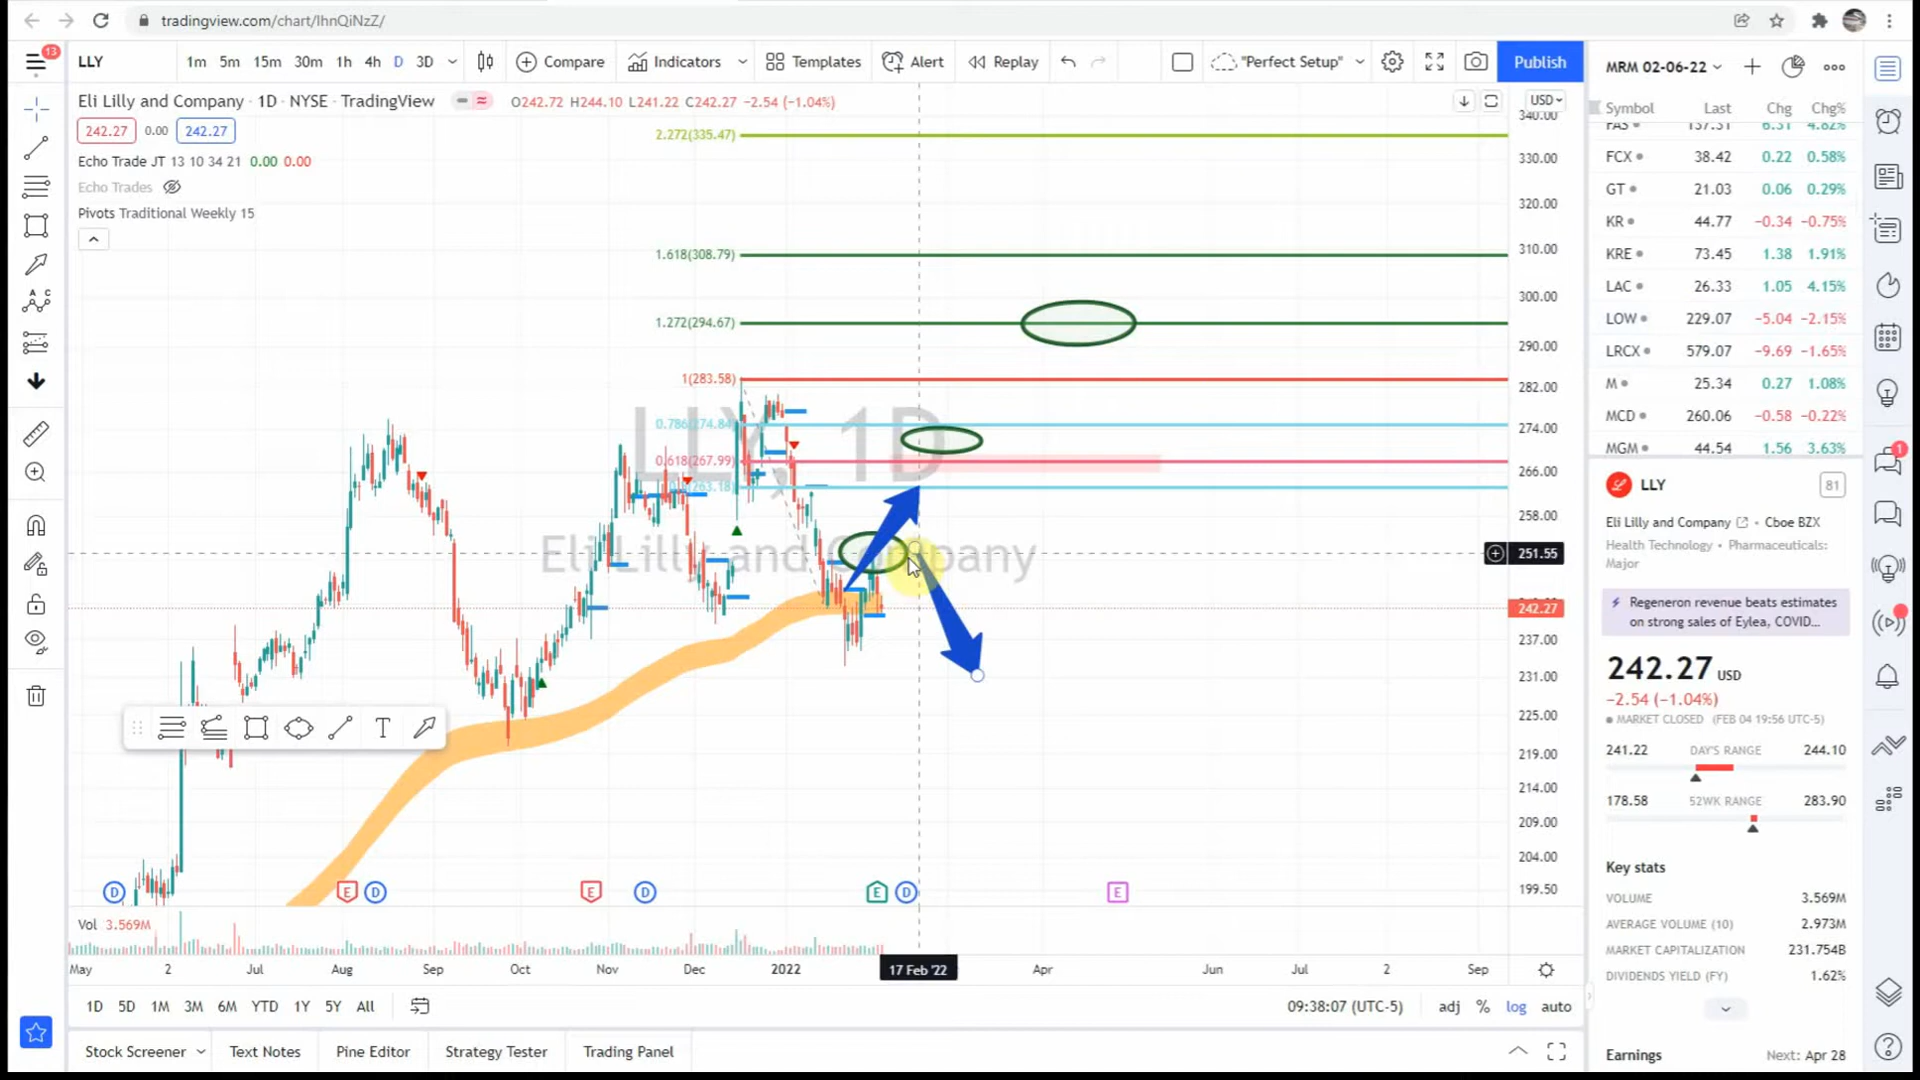 tradingview.com/chart/IhnQiNzZ/
13
LLY 1m 5m 15m 30m 1h 4h D 3D Compare Indicators Templates Alert Replay "Perfect Setup" Publish
MRM 02-06-22
Eli Lilly and Company · 1D · NYSE · TradingView O242.72 H244.10 L241.22 C242.27 −2.54 (−1.04%)
USD
242.27 0.00 242.27
Echo Trade JT 13 10 34 21 0.00 0.00
Echo Trades
Pivots Traditional Weekly 15
2.272(335.47)
1.618(308.79)
1.272(294.67)
1(283.58)
0.786(274.84)
0.618(267.99)
LLY, 1D
Eli Lilly and Company
340.00
330.00
320.00
310.00
300.00
290.00
282.00
274.00
266.00
258.00
251.55
242.27
237.00
231.00
225.00
219.00
214.00
209.00
204.00
199.50
D E D E D E D E
Vol 3.569M
May 2 Jul Aug Sep Oct Nov Dec 2022 17 Feb '22 Apr Jun Jul 2 Sep
1D 5D 1M 3M 6M YTD 1Y 5Y All 09:38:07 (UTC-5) adj % log auto
Stock Screener Text Notes Pine Editor Strategy Tester Trading Panel
Symbol Last Chg Chg%
FCX 38.42 0.22 0.58%
GT 21.03 0.06 0.29%
KR 44.77 −0.34 −0.75%
KRE 73.45 1.38 1.91%
LAC 26.33 1.05 4.15%
LOW 229.07 −5.04 −2.15%
LRCX 579.07 −9.69 −1.65%
M 25.34 0.27 1.08%
MCD 260.06 −0.58 −0.22%
MGM 44.54 1.56 3.63%
1
LLY 81
Eli Lilly and Company · Cboe BZX
Health Technology · Pharmaceuticals:
Major
Regeneron revenue beats estimates
on strong sales of Eylea, COVID...
242.27 USD
−2.54 (−1.04%)
MARKET CLOSED (FEB 04 19:56 UTC-5)
241.22 DAY'S RANGE 244.10
178.58 52WK RANGE 283.90
Key stats
VOLUME 3.569M
AVERAGE VOLUME (10) 2.973M
MARKET CAPITALIZATION 231.754B
DIVIDENDS YIELD (FY) 1.62%
Earnings Next: Apr 28